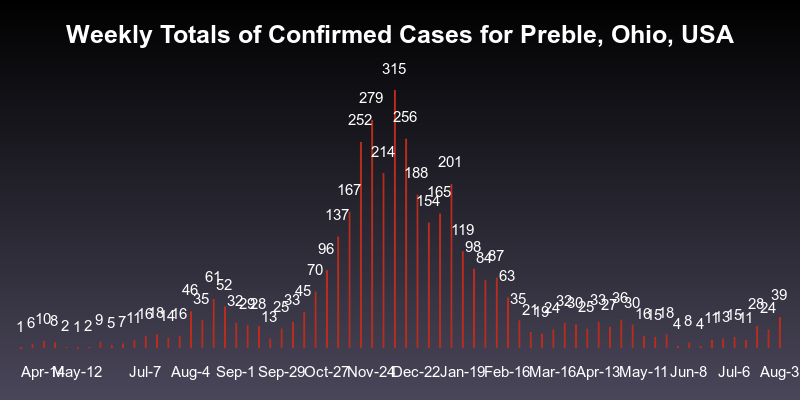 Weekly Totals of Confirmed Cases for Preble, Ohio, USA
1 6 10 8 2 1 2 9 5 7 11 16 18 14 16 46 35 61 52 32 29 28 13 25 33 45 70 96 137 167 252 279 214 315 256 188 154 165 201 119 98 84 87 63 35 21 19 24 32 30 25 33 27 36 30 16 15 18 4 8 4 11 13 15 11 28 24 39
Apr-14 May-12 Jul-7 Aug-4 Sep-1 Sep-29 Oct-27 Nov-24 Dec-22 Jan-19 Feb-16 Mar-16 Apr-13 May-11 Jun-8 Jul-6 Aug-3